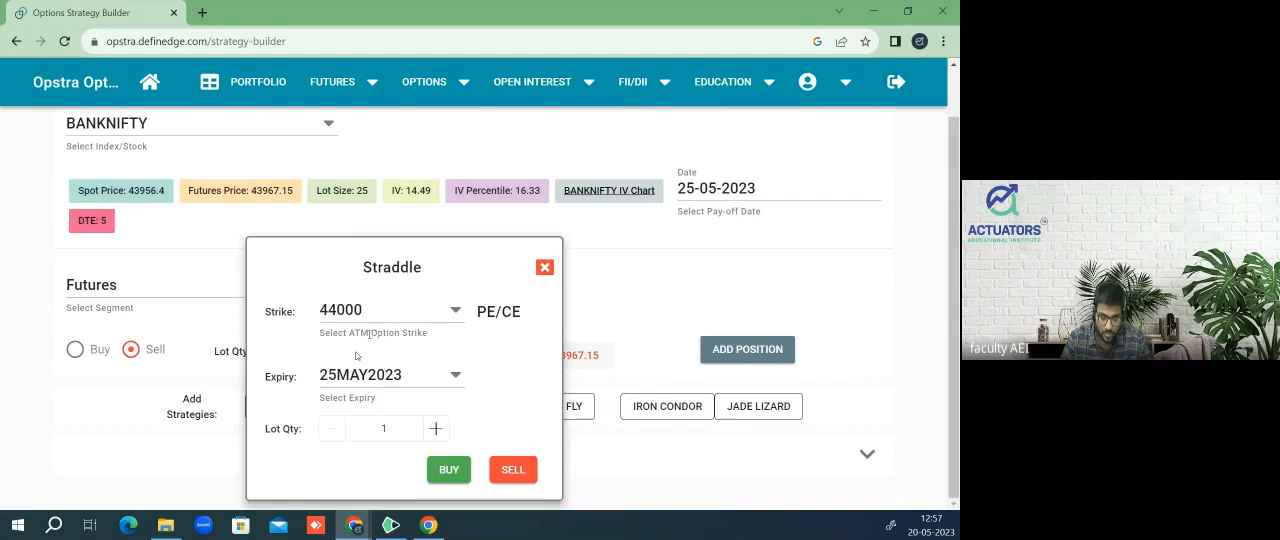 Options Strategy Builder
opstra.definedge.com/strategy-builder
Opstra Opt...
PORTFOLIO
FUTURES
OPTIONS
OPEN INTEREST
FII/DII
EDUCATION
BANKNIFTY
Select Index/Stock
Spot Price: 43956.4
Futures Price: 43967.15
Lot Size: 25
IV: 14.49
IV Percentile: 16.33
BANKNIFTY IV Chart
DTE: 5
Date
25-05-2023
Select Pay-off Date
Futures
Select Segment
Buy
Sell
Lot Qty
3967.15
ADD POSITION
Add
Strategies:
FLY
IRON CONDOR
JADE LIZARD
Straddle
Strike:
44000
PE/CE
Select ATM Option Strike
Expiry:
25MAY2023
Select Expiry
Lot Qty:
1
BUY
SELL
ACTUATORS
EDUCATIONAL INSTITUTE
faculty AEI
zoom
12:57
20-05-2023